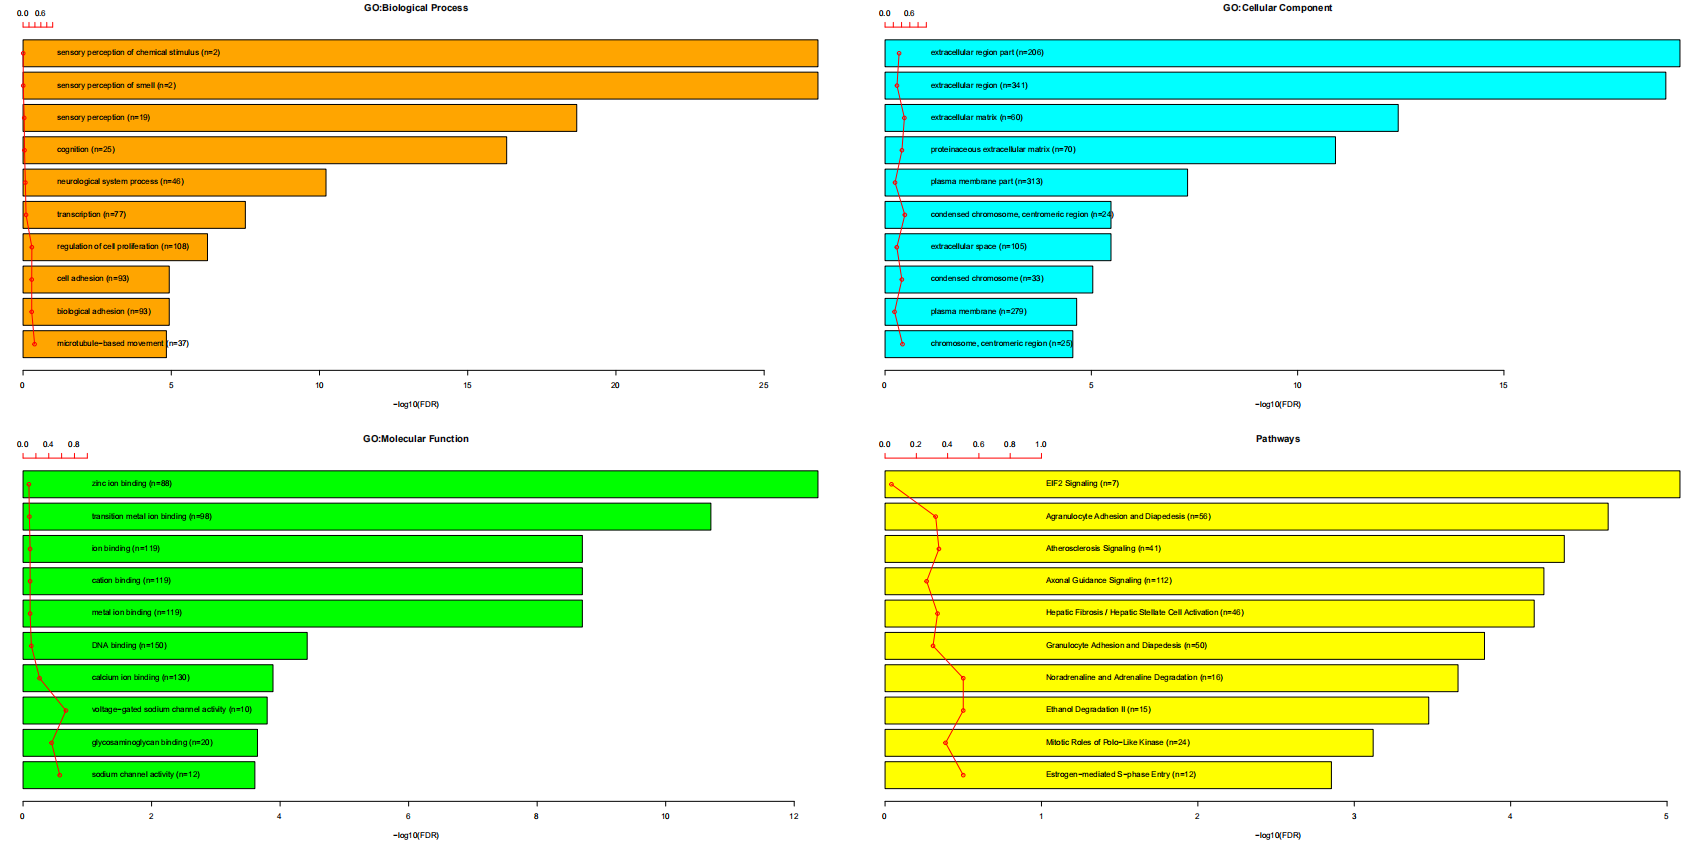 GO:Biological Process
0.0 0.6
sensory perception of chemical stimulus (n=2)
sensory perception of smell (n=2)
sensory perception (n=19)
cognition (n=25)
neurological system process (n=46)
transcription (n=77)
regulation of cell proliferation (n=108)
cell adhesion (n=93)
biological adhesion (n=93)
microtubule−based movement (n=37)
0 5 10 15 20 25
−log10(FDR)
GO:Cellular Component
0.0 0.6
extracellular region part (n=206)
extracellular region (n=341)
extracellular matrix (n=60)
proteinaceous extracellular matrix (n=70)
plasma membrane part (n=313)
condensed chromosome, centromeric region (n=24)
extracellular space (n=105)
condensed chromosome (n=33)
plasma membrane (n=279)
chromosome, centromeric region (n=25)
0 5 10 15
−log10(FDR)
GO:Molecular Function
0.0 0.4 0.8
zinc ion binding (n=88)
transition metal ion binding (n=98)
ion binding (n=119)
cation binding (n=119)
metal ion binding (n=119)
DNA binding (n=150)
calcium ion binding (n=130)
voltage−gated sodium channel activity (n=10)
glycosaminoglycan binding (n=20)
sodium channel activity (n=12)
0 2 4 6 8 10 12
−log10(FDR)
Pathways
0.0 0.2 0.4 0.6 0.8 1.0
EIF2 Signaling (n=7)
Agranulocyte Adhesion and Diapedesis (n=56)
Atherosclerosis Signaling (n=41)
Axonal Guidance Signaling (n=112)
Hepatic Fibrosis / Hepatic Stellate Cell Activation (n=46)
Granulocyte Adhesion and Diapedesis (n=50)
Noradrenaline and Adrenaline Degradation (n=16)
Ethanol Degradation II (n=15)
Mitotic Roles of Polo−Like Kinase (n=24)
Estrogen−mediated S−phase Entry (n=12)
0 1 2 3 4 5
−log10(FDR)